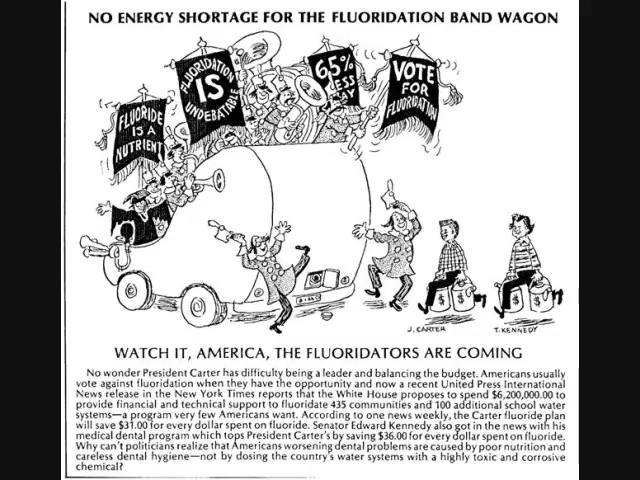 NO ENERGY SHORTAGE FOR THE FLUORIDATION BAND WAGON
FLUORIDE
IS A
NUTRIENT
FLUORIDATION
IS
UNDEBATABLE
65%
LESS
DECAY
VOTE
FOR
FLUORIDATION
$ $ $ $
J. CARTER T. KENNEDY
WATCH IT, AMERICA, THE FLUORIDATORS ARE COMING
No wonder President Carter has difficulty being a leader and balancing the budget. Americans usually
vote against fluoridation when they have the opportunity and now a recent United Press International
News release in the New York Times reports that the White House proposes to spend $6,200,000.00 to
provide financial and technical support to fluoridate 435 communities and 100 additional school water
systems—a program very few Americans want. According to one news weekly, the Carter fluoride plan
will save $31.00 for every dollar spent on fluoride. Senator Edward Kennedy also got in the news with his
medical dental program which tops President Carter's by saving $36.00 for every dollar spent on fluoride.
Why can't politicians realize that Americans worsening dental problems are caused by poor nutrition and
careless dental hygiene—not by dosing the country's water systems with a highly toxic and corrosive
chemical?